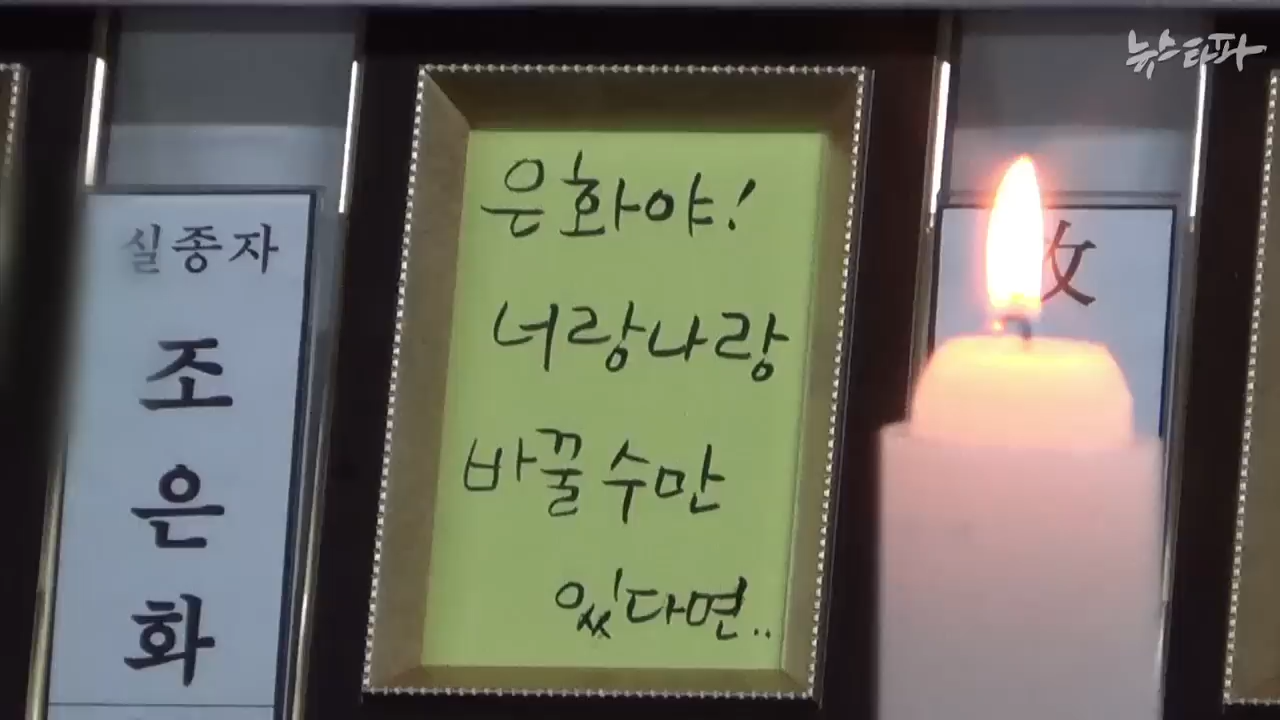 뉴스타파
실종자
조은화
은화야!
너랑나랑
바꿀 수만
있다면..